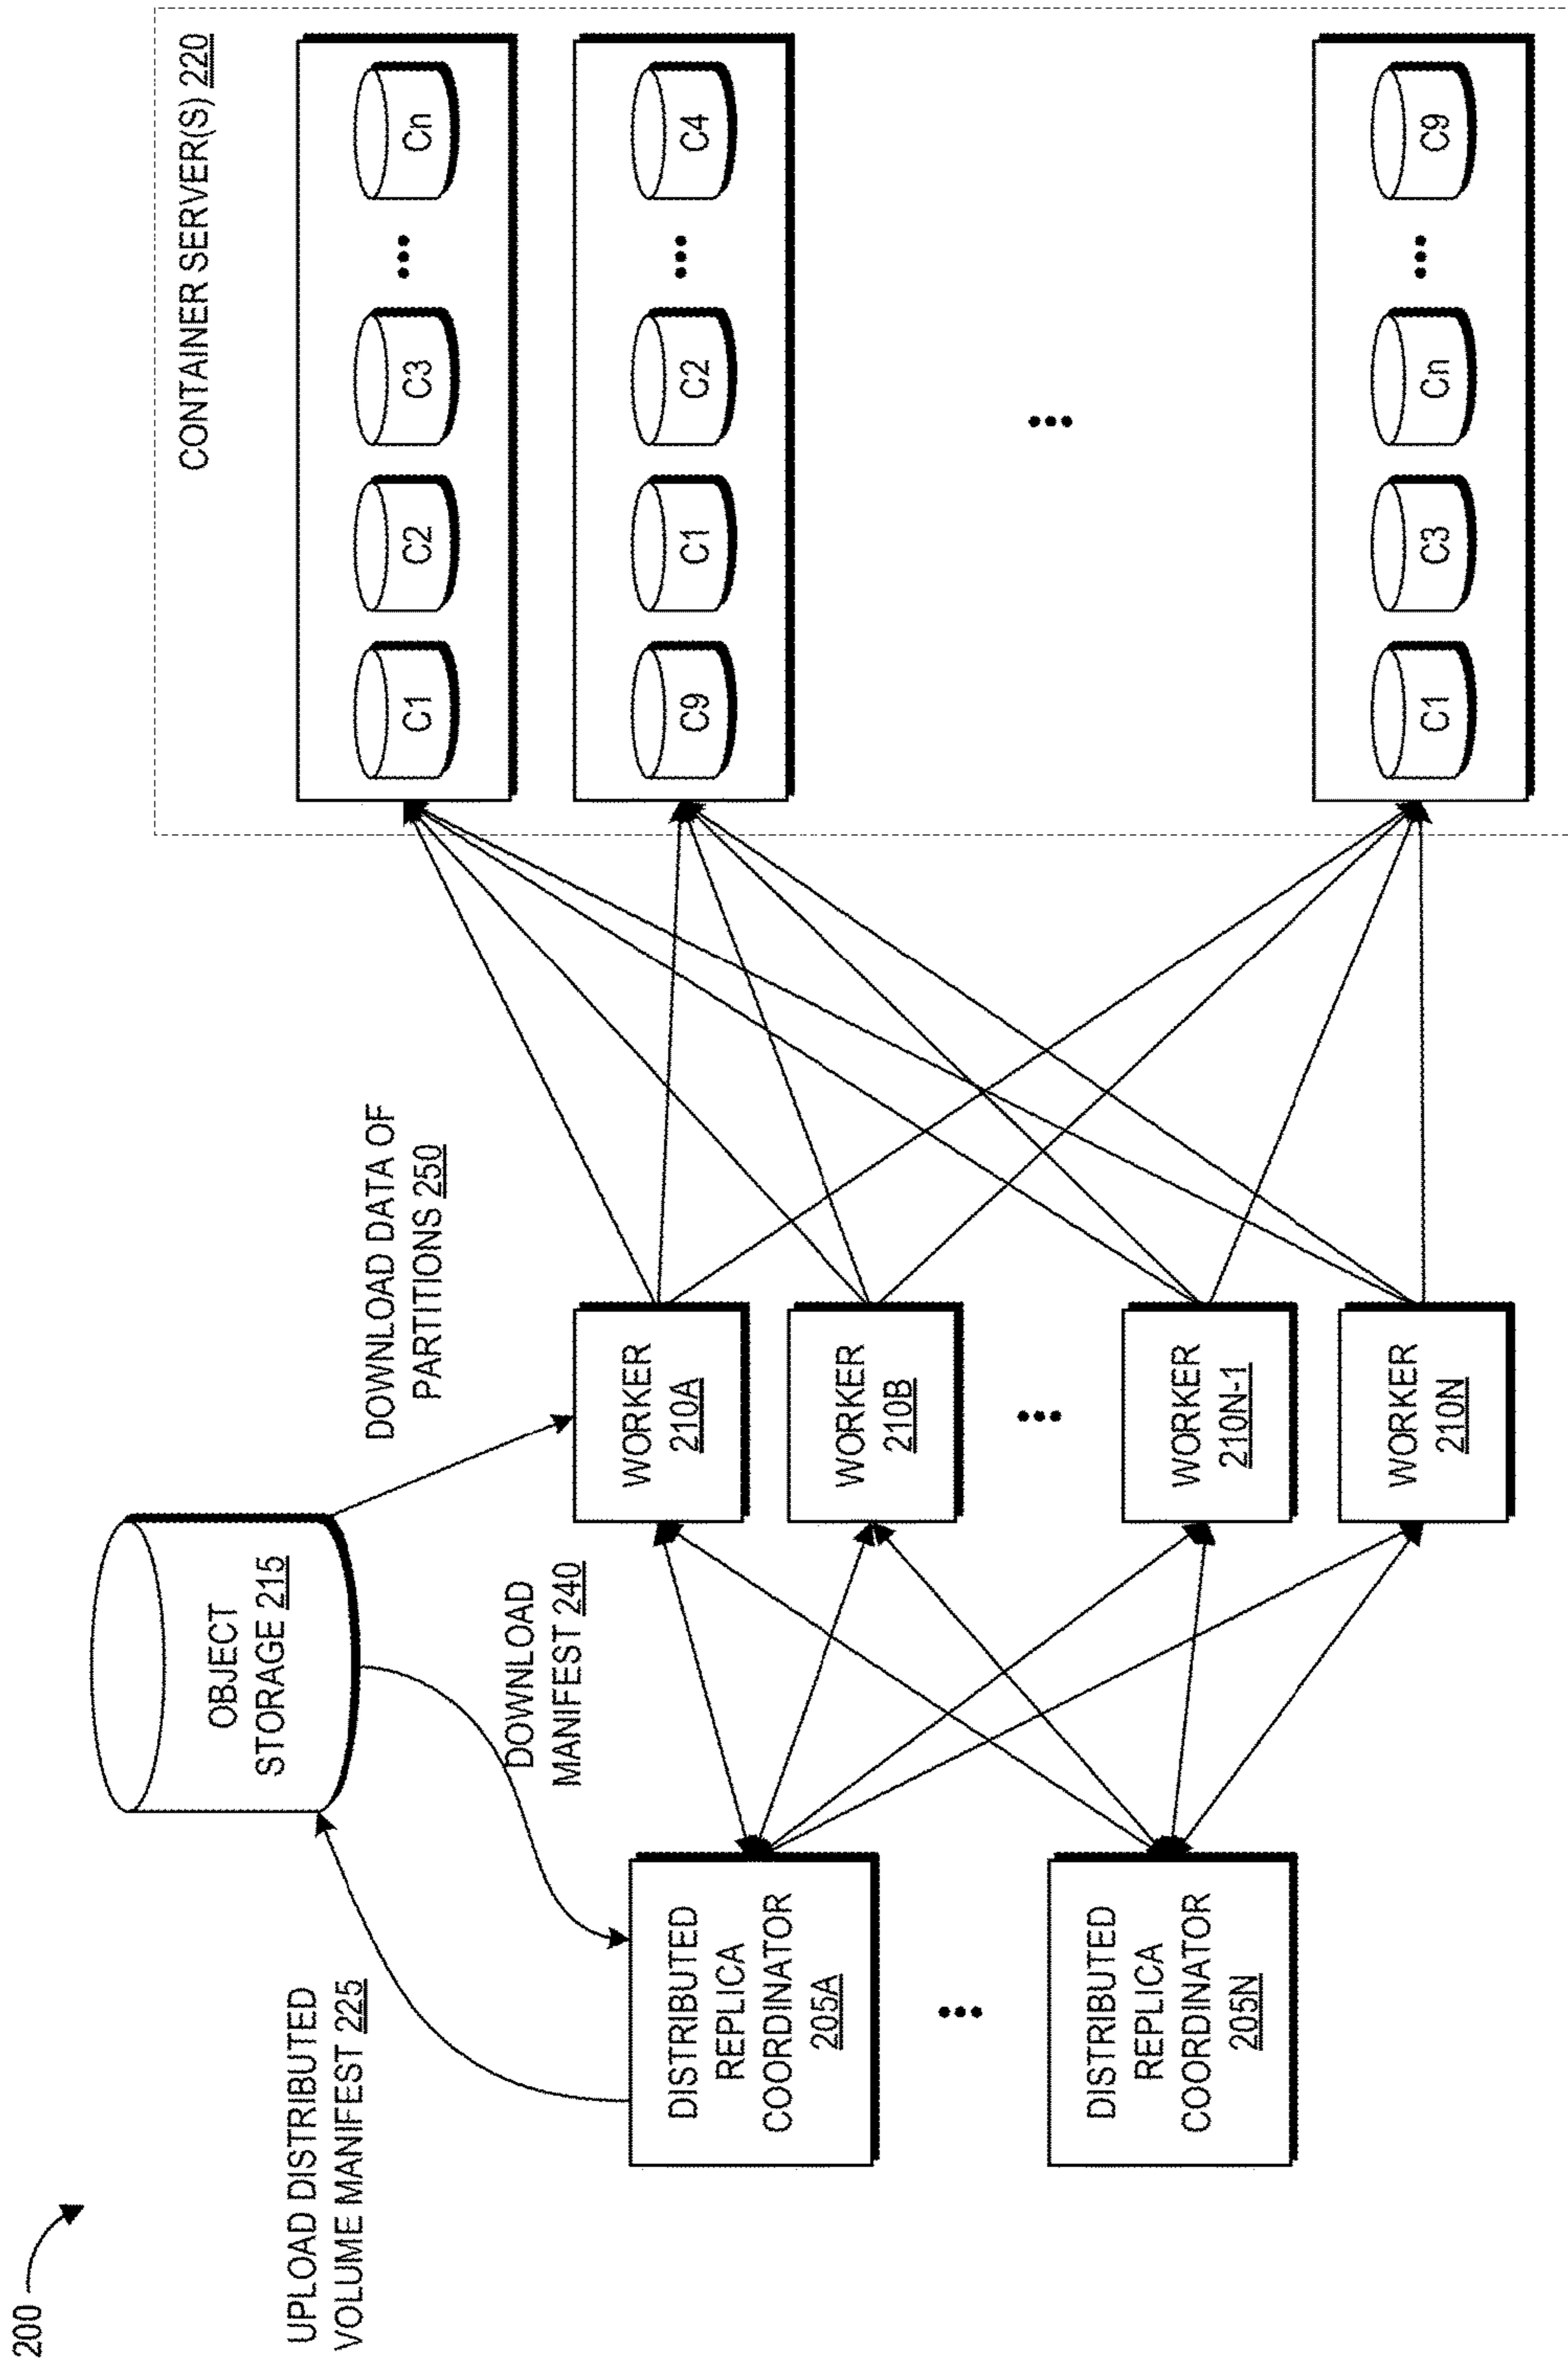 200
UPLOAD DISTRIBUTED
VOLUME MANIFEST 225
OBJECT
STORAGE 215
DOWNLOAD
MANIFEST 240
DOWNLOAD DATA OF
PARTITIONS 250
DISTRIBUTED
REPLICA
COORDINATOR
205A
...
DISTRIBUTED
REPLICA
COORDINATOR
205N
WORKER
210A
WORKER
210B
...
WORKER
210N-1
WORKER
210N
CONTAINER SERVER(S) 220
C1 C2 C3 ... Cn
C9 C1 C2 ... C4
...
C1 C3 Cn ... C9